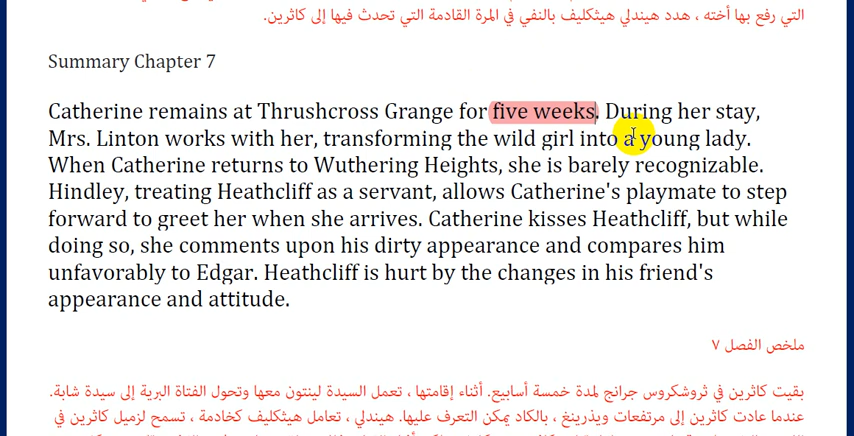 التي رفع بها أخته ، هدد هيندلي هيثكليف بالنفي في المرة القادمة التي تحدث فيها إلى كاثرين.
Summary Chapter 7
Catherine remains at Thrushcross Grange for five weeks. During her stay,
Mrs. Linton works with her, transforming the wild girl into a young lady.
When Catherine returns to Wuthering Heights, she is barely recognizable.
Hindley, treating Heathcliff as a servant, allows Catherine's playmate to step
forward to greet her when she arrives. Catherine kisses Heathcliff, but while
doing so, she comments upon his dirty appearance and compares him
unfavorably to Edgar. Heathcliff is hurt by the changes in his friend's
appearance and attitude.
ملخص الفصل ٧
بقيت كاثرين في ثروشكروس جرانج لمدة خمسة أسابيع. أثناء إقامتها ، تعمل السيدة لينتون معها وتحول الفتاة البرية إلى سيدة شابة.
عندما عادت كاثرين إلى مرتفعات ويذرينغ ، بالكاد يمكن التعرف عليها. هيندلي ، تعامل هيثكليف كخادمة ، تسمح لزميل كاثرين في